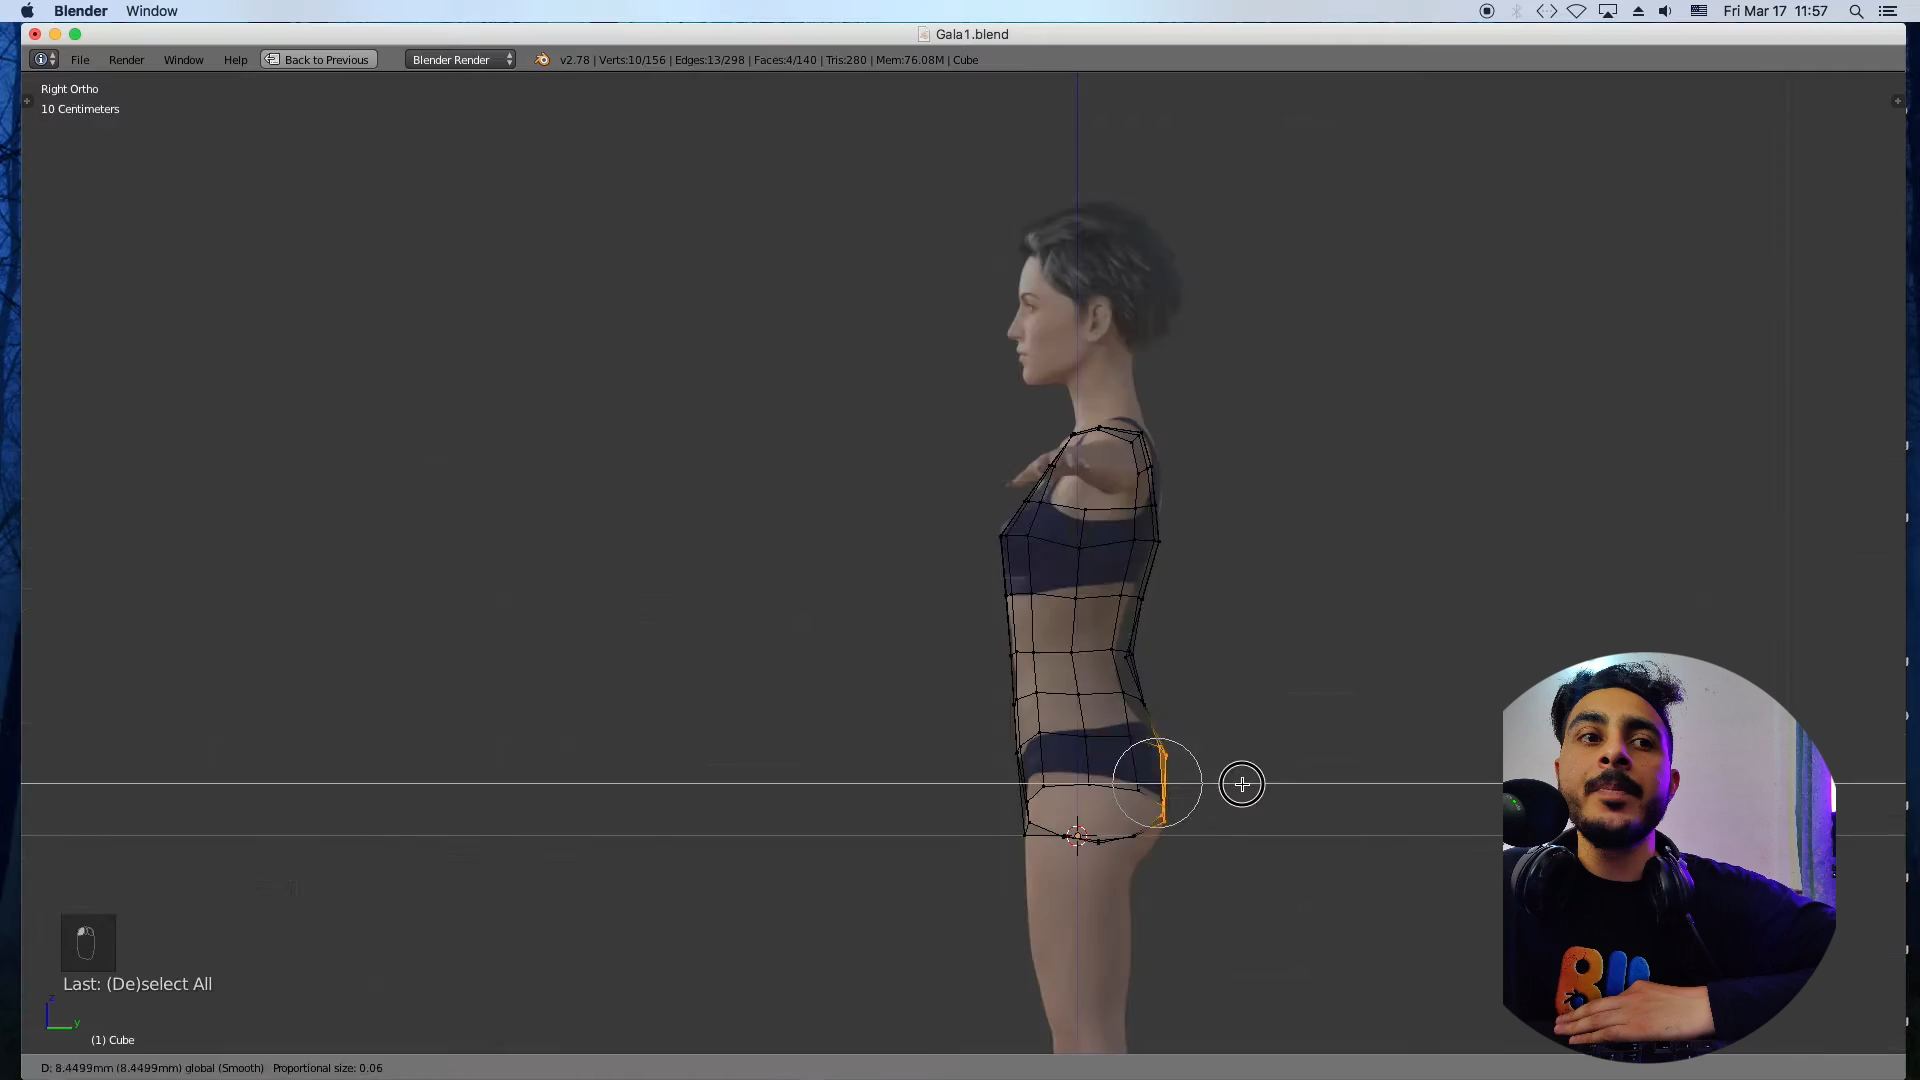 Blender Window
Fri Mar 17 11:57
Gala1.blend
File Render Window Help Back to Previous Blender Render v2.78 | Verts:10/156 | Edges:13/298 | Faces:4/140 | Tris:280 | Mem:76.08M | Cube
Right Ortho
10 Centimeters
Last: (De)select All
z
y
(1) Cube
D: 8.4499mm (8.4499mm) global (Smooth) Proportional size: 0.06